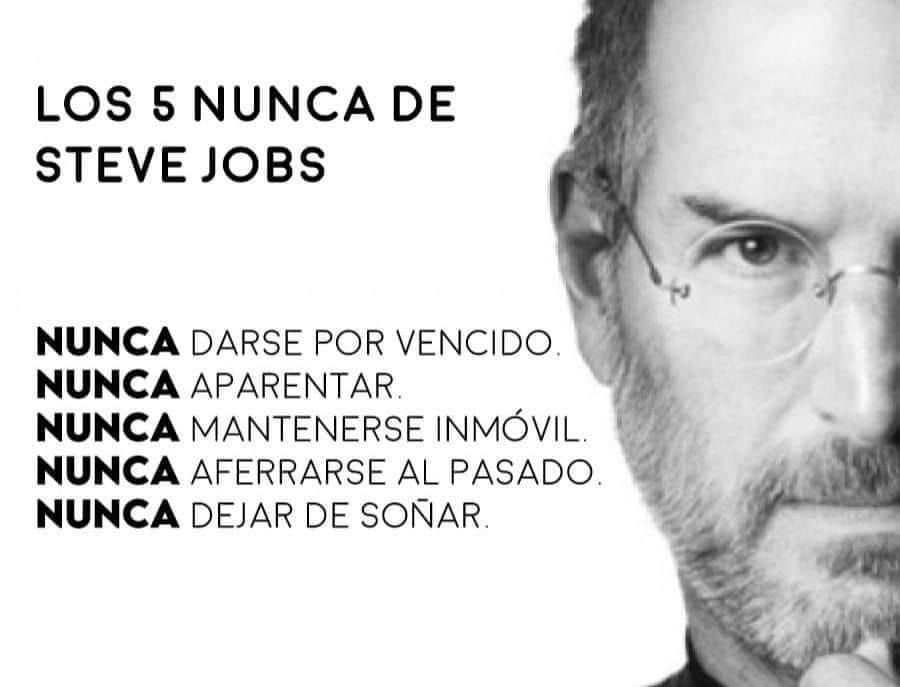 LOS 5 NUNCA DE
STEVE JOBS
NUNCA DARSE POR VENCIDO.
NUNCA APARENTAR.
NUNCA MANTENERSE INMÓVIL.
NUNCA AFERRARSE AL PASADO.
NUNCA DEJAR DE SOÑAR.